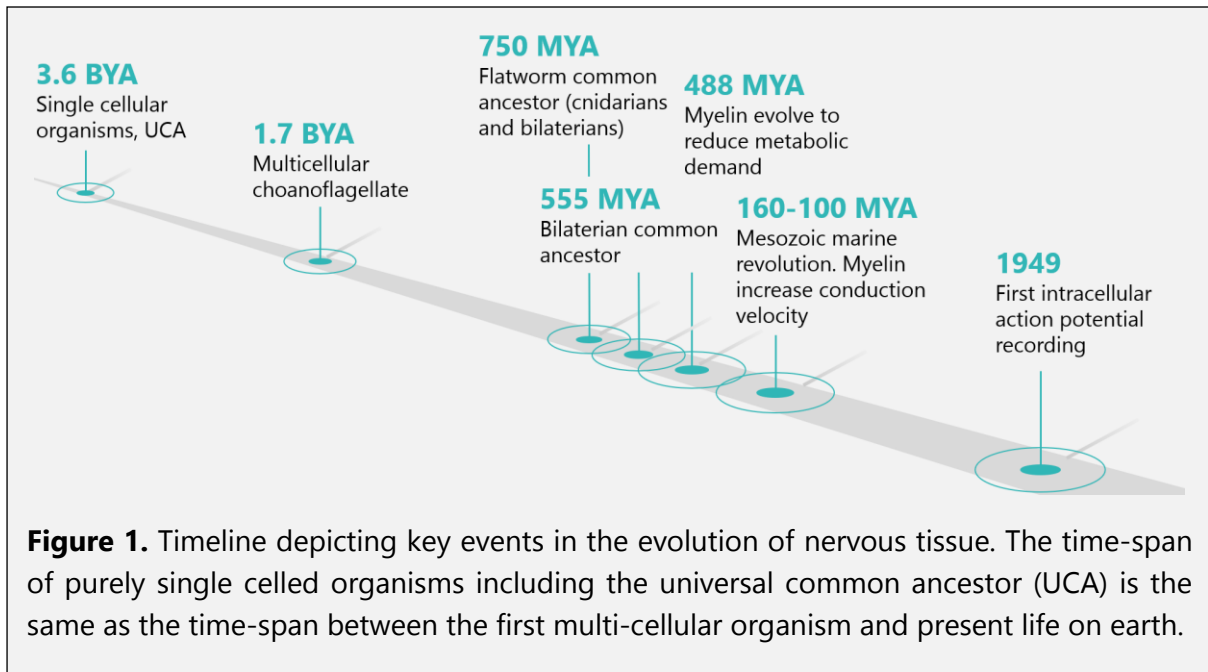 3.6 BYA
Single cellular
organisms, UCA
1.7 BYA
Multicellular
choanoflagellate
750 MYA
Flatworm common
ancestor (cnidarians
and bilaterians)
555 MYA
Bilaterian common
ancestor
488 MYA
Myelin evolve to
reduce metabolic
demand
160-100 MYA
Mesozoic marine
revolution. Myelin
increase conduction
velocity
1949
First intracellular
action potential
recording
Figure 1. Timeline depicting key events in the evolution of nervous tissue. The time-span
of purely single celled organisms including the universal common ancestor (UCA) is the
same as the time-span between the first multi-cellular organism and present life on earth.